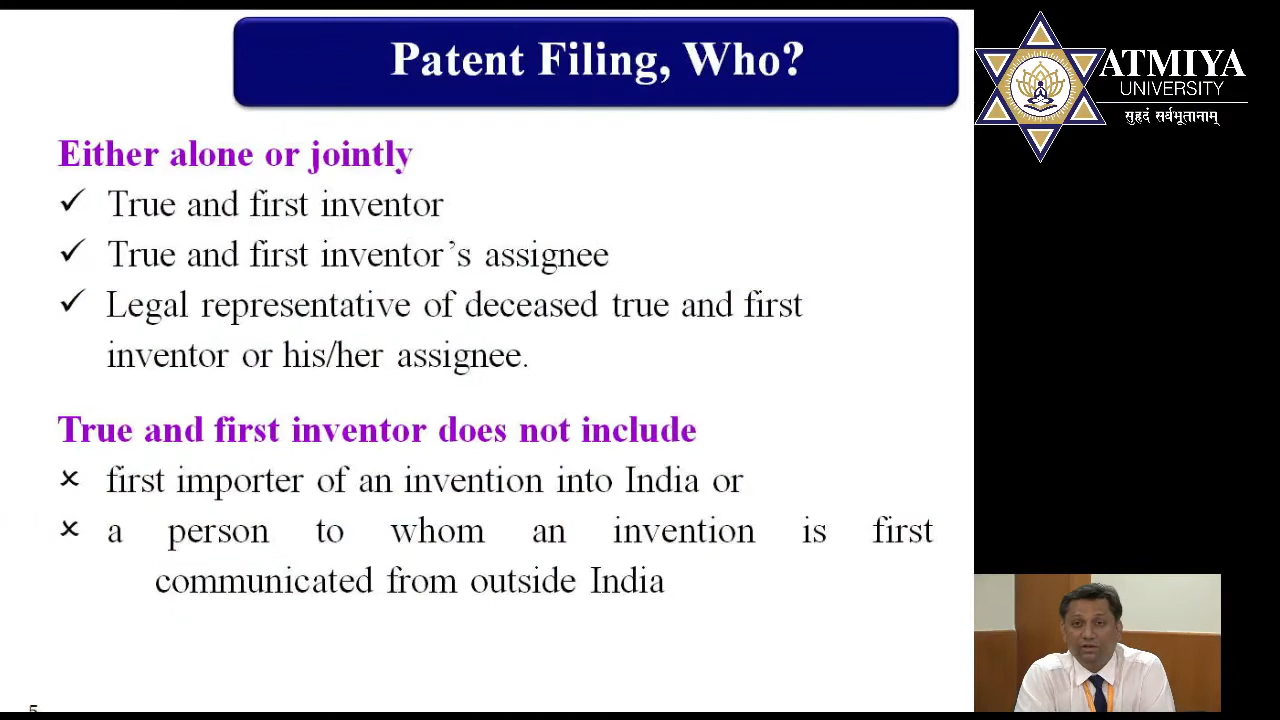 Patent Filing, Who?
ATMIYA
UNIVERSITY
सुहृदं सर्वभूतानाम्
Either alone or jointly
✓ True and first inventor
✓ True and first inventor's assignee
✓ Legal representative of deceased true and first
inventor or his/her assignee.
True and first inventor does not include
× first importer of an invention into India or
× a person to whom an invention is first
communicated from outside India
5